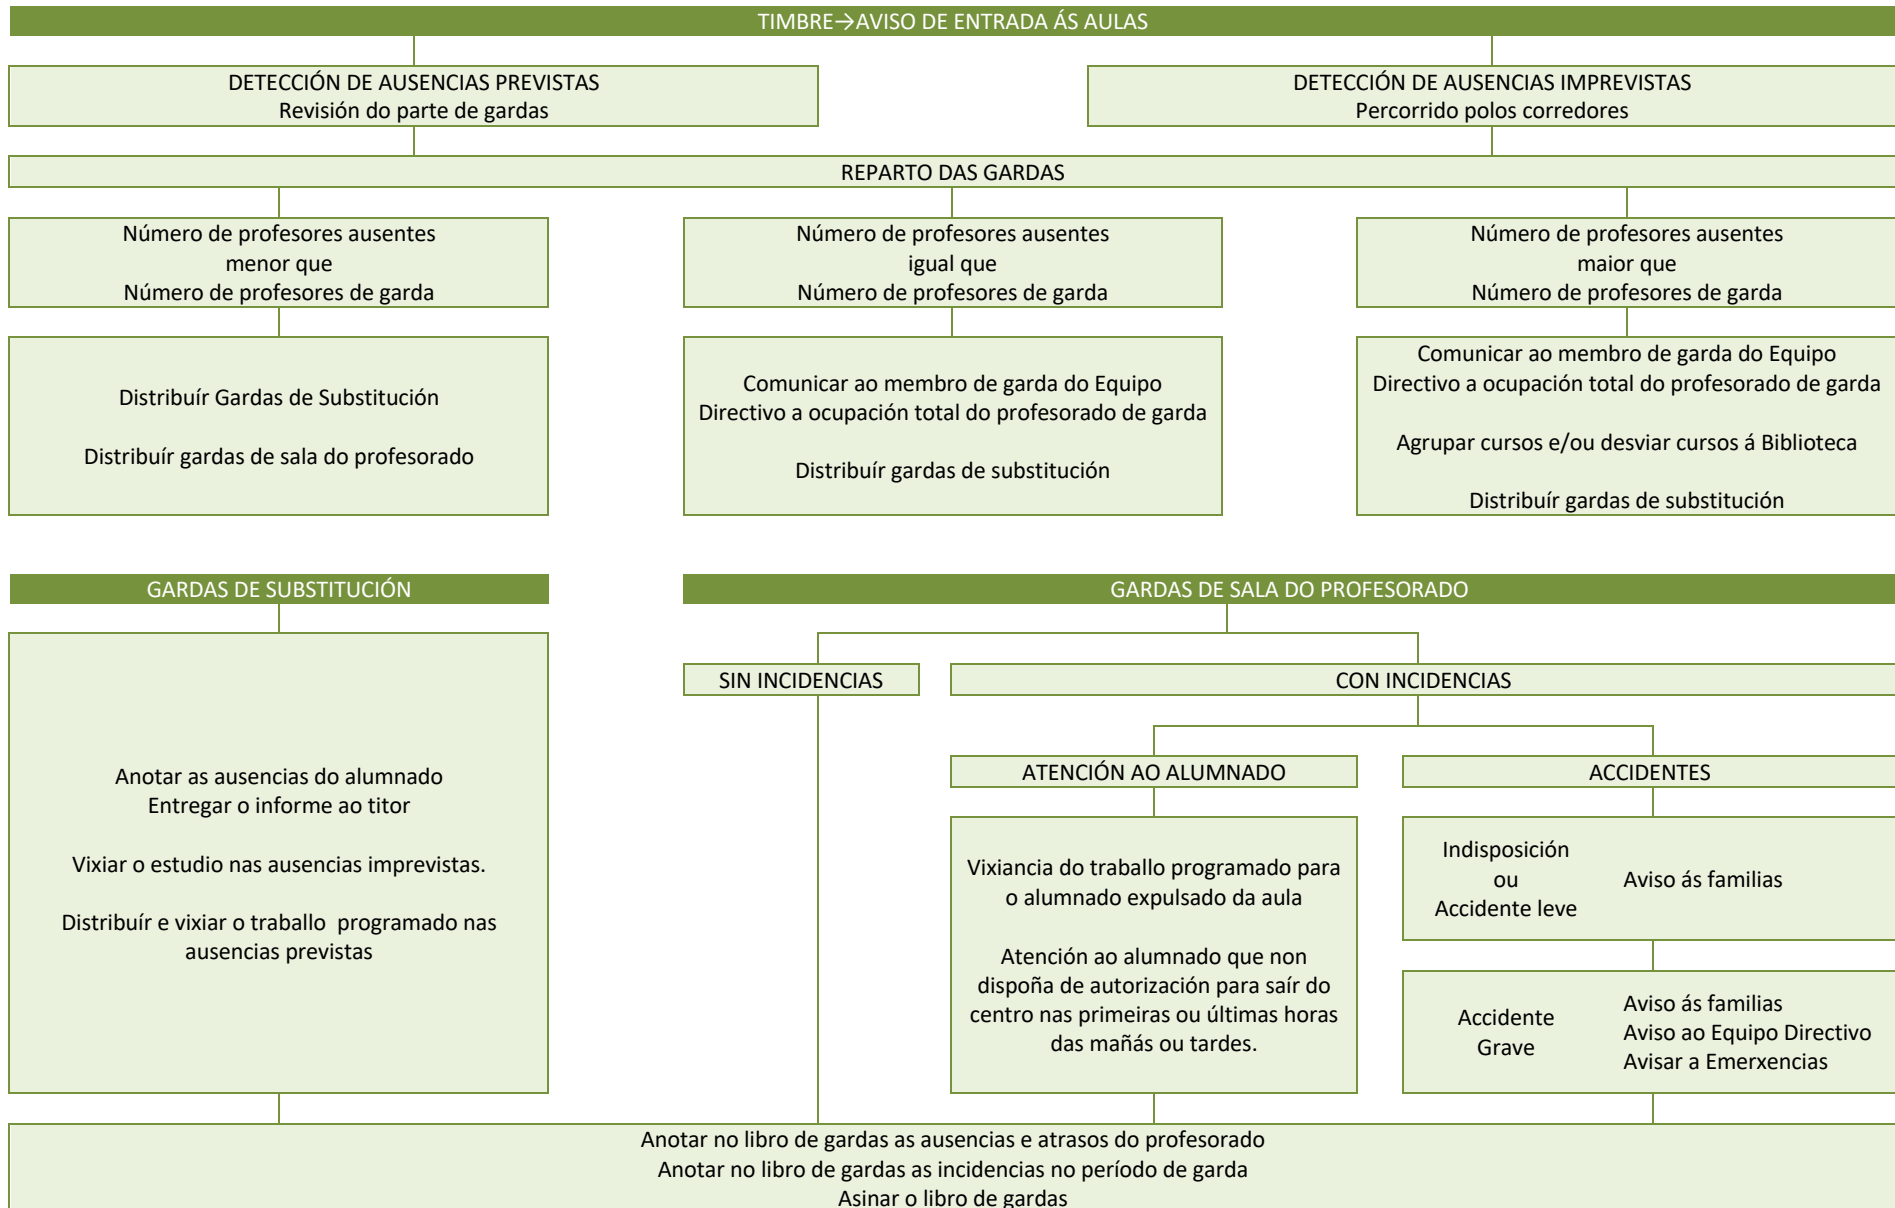 TIMBRE→AVISO DE ENTRADA ÁS AULAS
DETECCIÓN DE AUSENCIAS PREVISTAS
Revisión do parte de gardas
DETECCIÓN DE AUSENCIAS IMPREVISTAS
Percorrido polos corredores
REPARTO DAS GARDAS
Número de profesores ausentes
menor que
Número de profesores de garda
Número de profesores ausentes
igual que
Número de profesores de garda
Número de profesores ausentes
maior que
Número de profesores de garda
Distribuír Gardas de Substitución
Distribuír gardas de sala do profesorado
Comunicar ao membro de garda do Equipo
Directivo a ocupación total do profesorado de garda
Distribuír gardas de substitución
Comunicar ao membro de garda do Equipo
Directivo a ocupación total do profesorado de garda
Agrupar cursos e/ou desviar cursos á Biblioteca
Distribuír gardas de substitución
GARDAS DE SUBSTITUCIÓN
Anotar as ausencias do alumnado
Entregar o informe ao titor
Vixiar o estudio nas ausencias imprevistas.
Distribuír e vixiar o traballo  programado nas
ausencias previstas
GARDAS DE SALA DO PROFESORADO
SIN INCIDENCIAS
CON INCIDENCIAS
ATENCIÓN AO ALUMNADO
Vixiancia do traballo programado para
o alumnado expulsado da aula
Atención ao alumnado que non
dispoña de autorización para saír do
centro nas primeiras ou últimas horas
das mañás ou tardes.
ACCIDENTES
Indisposición
ou
Accidente leve
Aviso ás familias
Accidente
Grave
Aviso ás familias
Aviso ao Equipo Directivo
Avisar a Emerxencias
Anotar no libro de gardas as ausencias e atrasos do profesorado
Anotar no libro de gardas as incidencias no período de garda
Asinar o libro de gardas